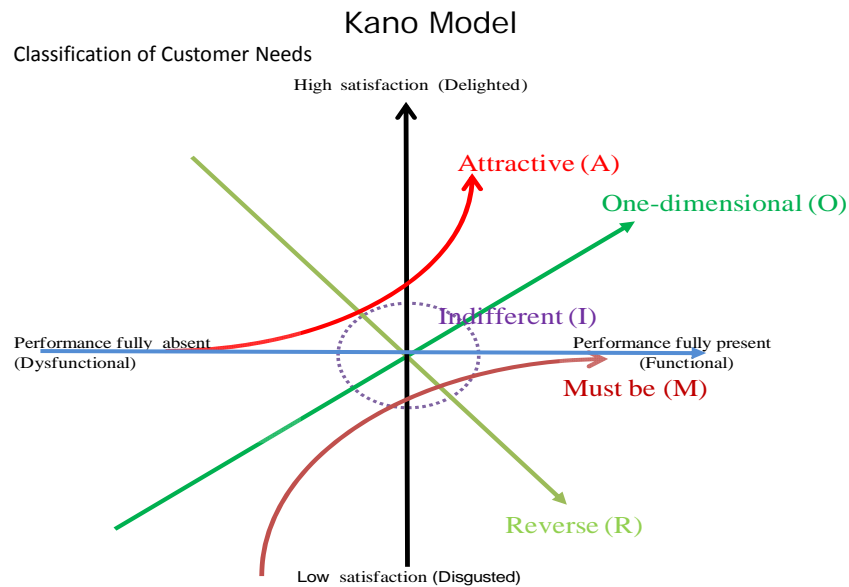 Kano Model
Classification of Customer Needs
High satisfaction (Delighted)
Attractive (A)
One-dimensional (O)
Indifferent (I)
Performance fully absent
(Dysfunctional)
Performance fully present
(Functional)
Must be (M)
Reverse (R)
Low satisfaction (Disgusted)